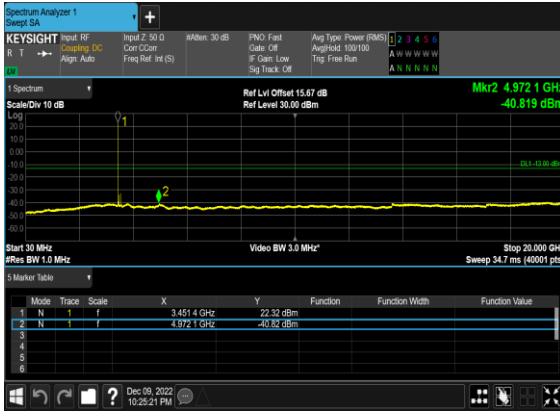 Spectrum Analyzer 1
Swept SA
+
KEYSIGHT Input: RF Input Z: 50 Ω #Atten: 30 dB PNO: Fast Avg Type: Power (RMS) 1 2 3 4 5 6
R T Coupling: DC Corr CCorr Gate: Off Avg|Hold: 100/100 A W W W W W
Align: Auto Freq Ref: Int (S) IF Gain: Low Trig: Free Run
Sig Track: Off A N N N N N
1 Spectrum Ref Lvl Offset 15.67 dB Mkr2 4.972 1 GHz
Scale/Div 10 dB Ref Level 30.00 dBm -40.819 dBm
Log
20.0
10.0
0.00
-10.0
-20.0
-30.0
-40.0
-50.0
-60.0
1
2
DL1 -13.00 dBm
Start 30 MHz Video BW 3.0 MHz* Stop 20.000 GHz
#Res BW 1.0 MHz Sweep 34.7 ms (40001 pts)
5 Marker Table
Mode Trace Scale X Y Function Function Width Function Value
1 N 1 f 3.451 4 GHz 22.32 dBm
2 N 1 f 4.972 1 GHz -40.82 dBm
3
4
5
6
? Dec 09, 2022
10:25:21 PM